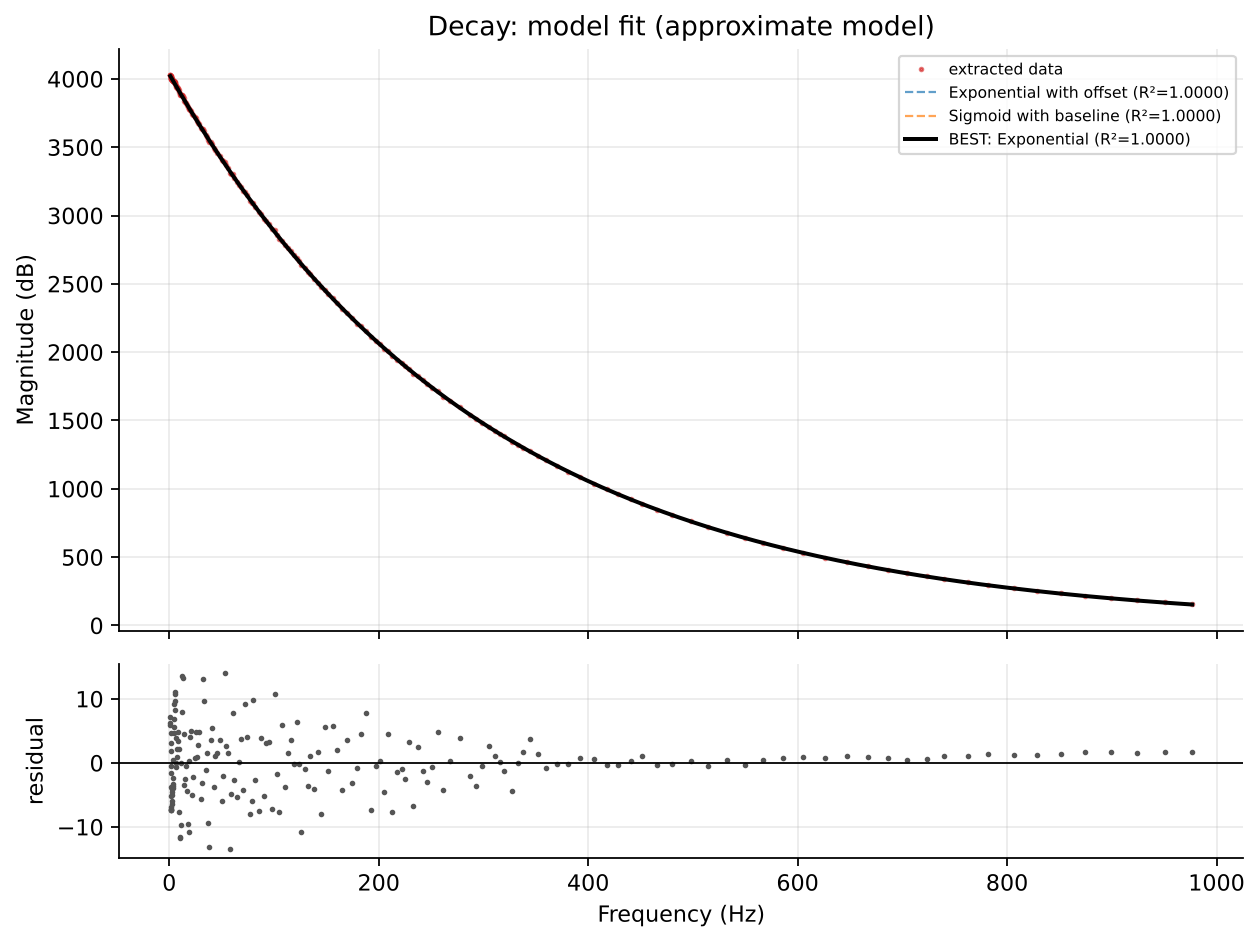 Decay: model fit (approximate model)
extracted data
Exponential with offset (R²=1.0000)
Sigmoid with baseline (R²=1.0000)
BEST: Exponential (R²=1.0000)
Magnitude (dB)
4000
3500
3000
2500
2000
1500
1000
500
0
residual
10
0
−10
0 200 400 600 800 1000
Frequency (Hz)